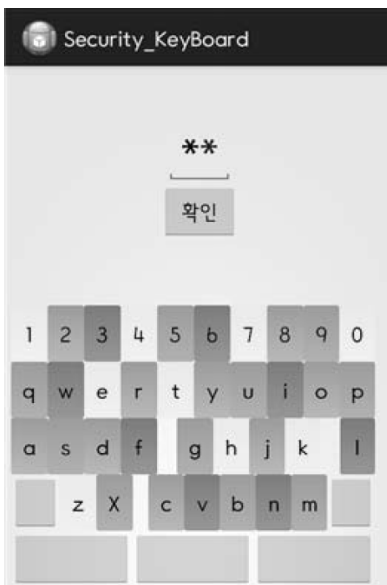 Security_KeyBoard
**
확인
1 2 3 4 5 6 7 8 9 0
q w e r t y u i o p
a s d f g h j k l
z X c v b n m